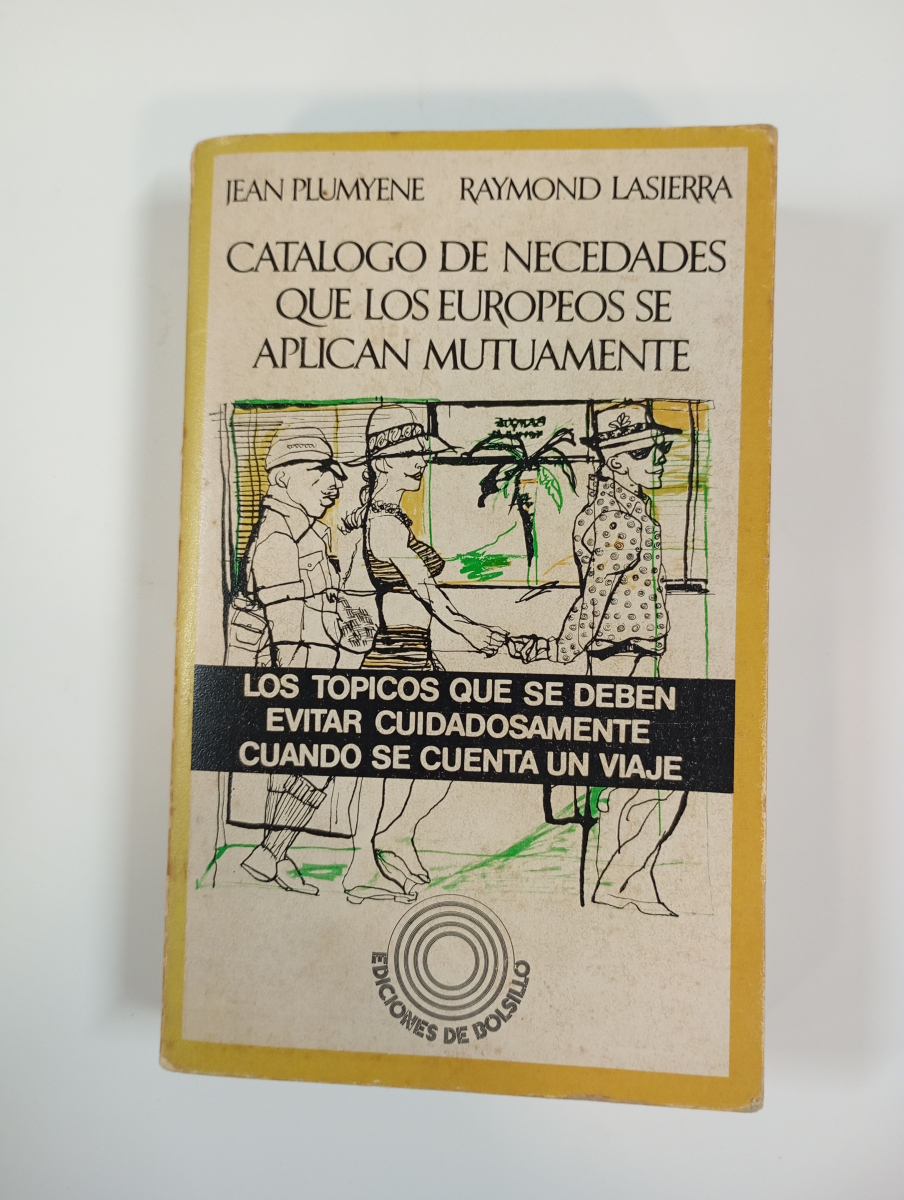 JEAN PLUMYENE RAYMOND LASIERRA
CATALOGO DE NECEDADES
QUE LOS EUROPEOS SE
APLICAN MUTUAMENTE
LOS TOPICOS QUE SE DEBEN
EVITAR CUIDADOSAMENTE
CUANDO SE CUENTA UN VIAJE
EDICIONES DE BOLSILLO